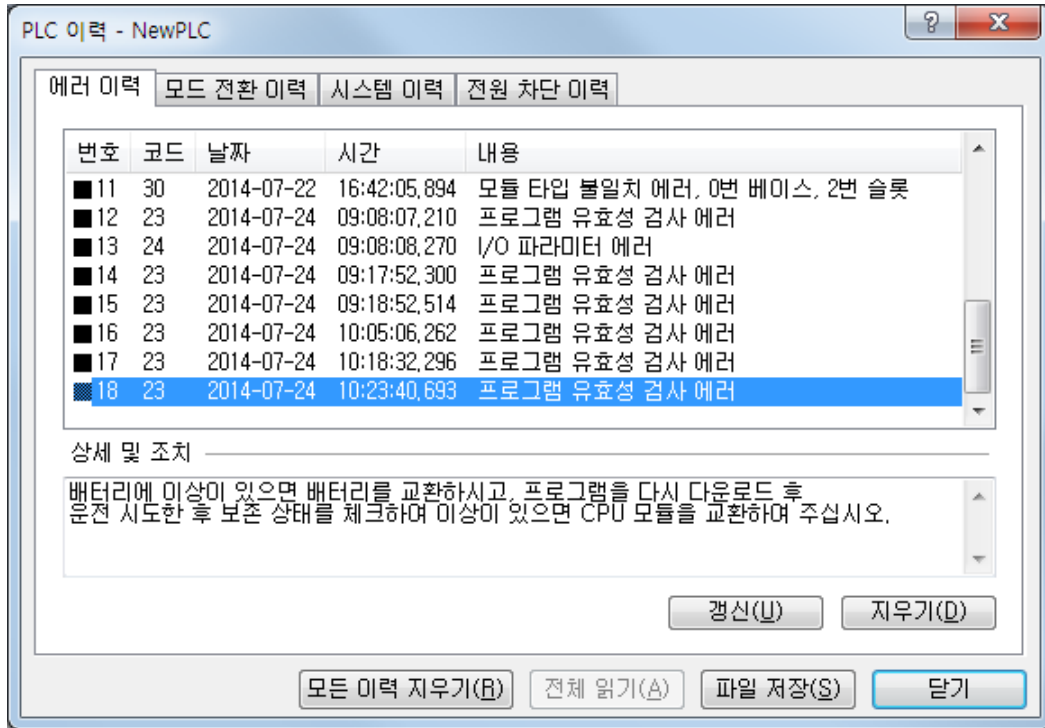 PLC 이력 - NewPLC
에러 이력 모드 전환 이력 시스템 이력 전원 차단 이력
번호 코드 날짜 시간 내용
11 30 2014-07-22 16:42:05,894 모듈 타입 불일치 에러, 0번 베이스, 2번 슬롯
12 23 2014-07-24 09:08:07,210 프로그램 유효성 검사 에러
13 24 2014-07-24 09:08:08,270 I/O 파라미터 에러
14 23 2014-07-24 09:17:52,300 프로그램 유효성 검사 에러
15 23 2014-07-24 09:18:52,514 프로그램 유효성 검사 에러
16 23 2014-07-24 10:05:06,262 프로그램 유효성 검사 에러
17 23 2014-07-24 10:18:32,296 프로그램 유효성 검사 에러
18 23 2014-07-24 10:23:40,693 프로그램 유효성 검사 에러
상세 및 조치
배터리에 이상이 있으면 배터리를 교환하시고, 프로그램을 다시 다운로드 후
운전 시도한 후 보존 상태를 체크하여 이상이 있으면 CPU 모듈을 교환하여 주십시오.
갱신(U) 지우기(D)
모든 이력 지우기(R) 전체 읽기(A) 파일 저장(S) 닫기